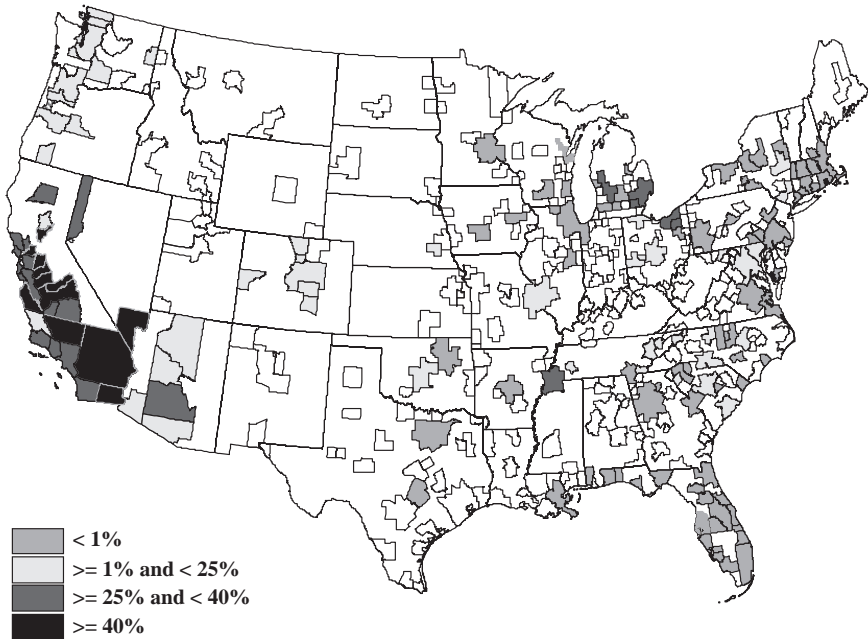 < 1%
>= 1% and < 25%
>= 25% and < 40%
>= 40%